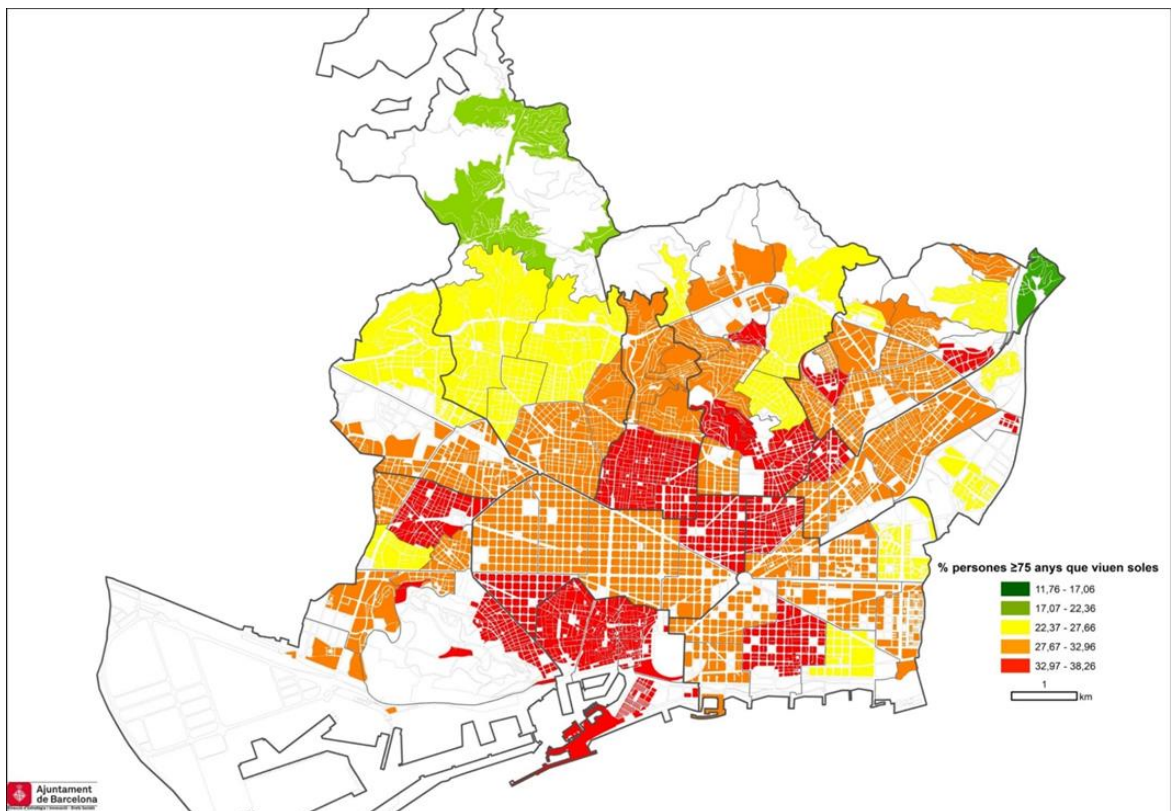 % persones ≥75 anys que viuen soles
11,76 - 17,06
17,07 - 22,36
22,37 - 27,66
27,67 - 32,96
32,97 - 38,26
1
km
Ajuntament
de Barcelona